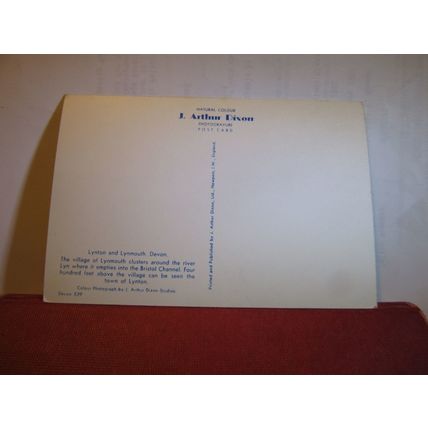 NATURAL COLOUR
J. Arthur Dixon
PHOTOGRAVURE
POST CARD
Printed and Published by J. Arthur Dixon, Ltd., Newport, I.W., England.
Lynton and Lynmouth. Devon.
The village of Lynmouth clusters around the river
Lyn where it empties into the Bristol Channel. Four
hundred feet above the village can be seen the
town of Lynton.
Colour Photograph by J. Arthur Dixon Studios.
Devon 539